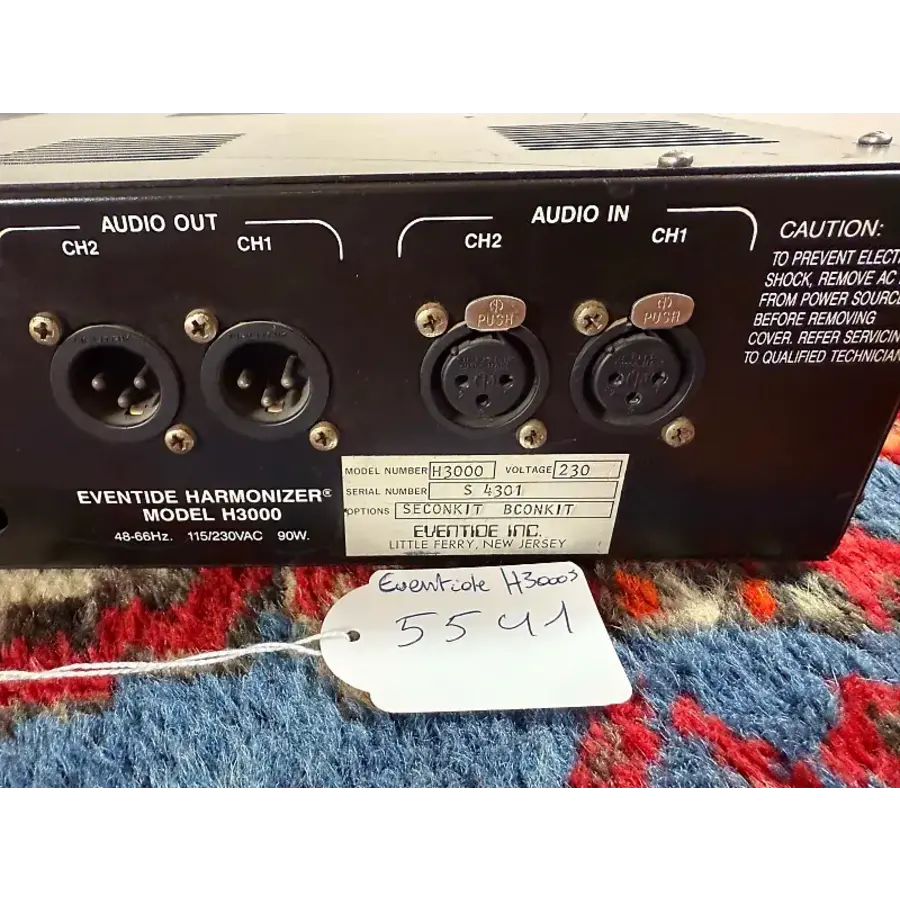 AUDIO OUT
CH2
CH1
AUDIO IN
CH2
CH1
PUSH
PUSH
CAUTION:
TO PREVENT ELECT
SHOCK, REMOVE AC
FROM POWER SOURCE
BEFORE REMOVING
COVER. REFER SERVICIN
TO QUALIFIED TECHNICIAN
EVENTIDE HARMONIZER®
MODEL H3000
48-66Hz. 115/230VAC 90W.
MODEL NUMBER H3000 VOLTAGE 230
SERIAL NUMBER S 4301
OPTIONS SECONKIT BCONKIT
EVENTIDE INC.
LITTLE FERRY, NEW JERSEY
Eventide H3000s
5541